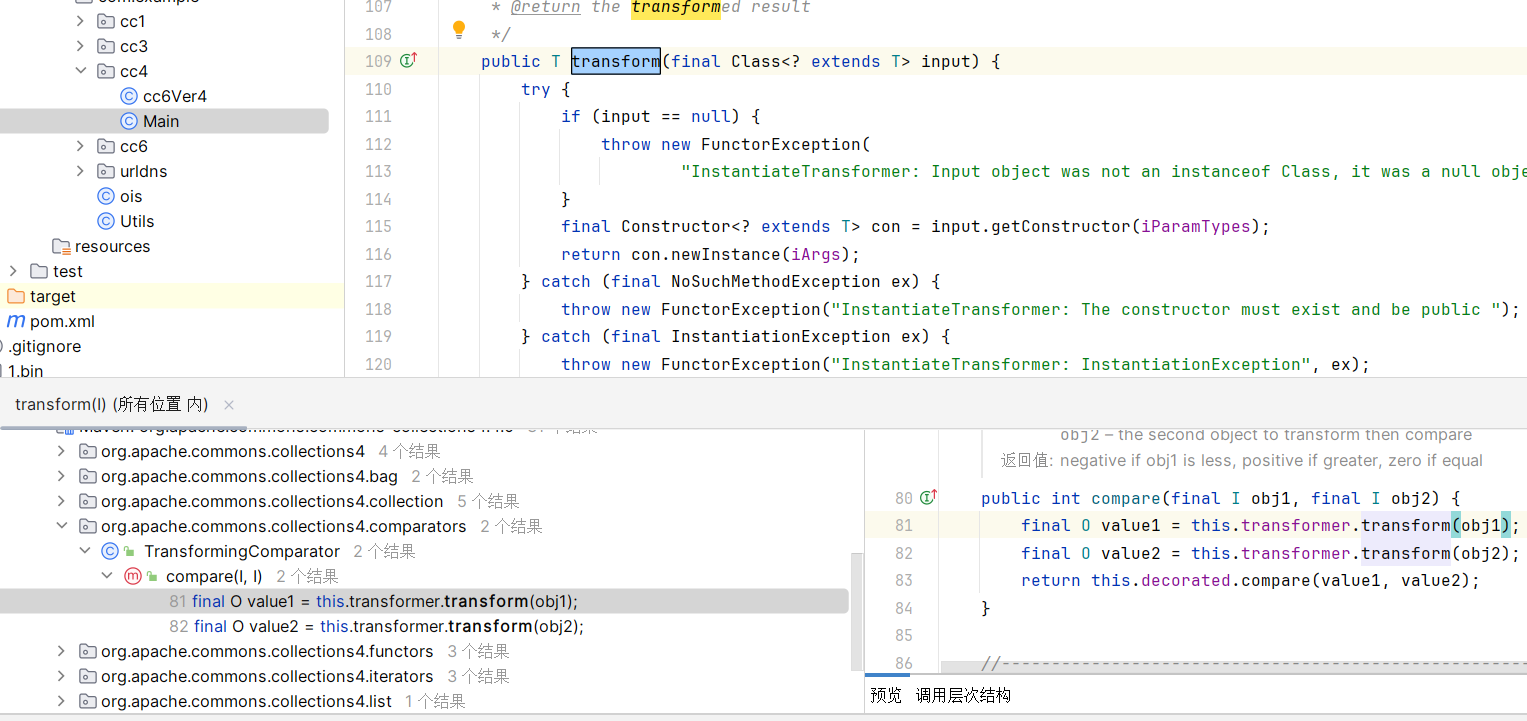 cc1
cc3
cc4
cc6Ver4
Main
cc6
urldns
ois
Utils
resources
test
target
pom.xml
.gitignore
1.bin
107 * @return the transformed result
108 */
109 public T transform(final Class<? extends T> input) {
110 try {
111 if (input == null) {
112 throw new FunctorException(
113 "InstantiateTransformer: Input object was not an instanceof Class, it was a null obje
114 }
115 final Constructor<? extends T> con = input.getConstructor(iParamTypes);
116 return con.newInstance(iArgs);
117 } catch (final NoSuchMethodException ex) {
118 throw new FunctorException("InstantiateTransformer: The constructor must exist and be public ");
119 } catch (final InstantiationException ex) {
120 throw new FunctorException("InstantiateTransformer: InstantiationException", ex);
transform(I) (所有位置 内)
org.apache.commons.collections4 4 个结果
org.apache.commons.collections4.bag 2 个结果
org.apache.commons.collections4.collection 5 个结果
org.apache.commons.collections4.comparators 2 个结果
TransformingComparator 2 个结果
compare(I, I) 2 个结果
81 final O value1 = this.transformer.transform(obj1);
82 final O value2 = this.transformer.transform(obj2);
org.apache.commons.collections4.functors 3 个结果
org.apache.commons.collections4.iterators 3 个结果
org.apache.commons.collections4.list 1 个结果
obj2 – the second object to transform then compare
返回值: negative if obj1 is less, positive if greater, zero if equal
80 public int compare(final I obj1, final I obj2) {
81 final O value1 = this.transformer.transform(obj1);
82 final O value2 = this.transformer.transform(obj2);
83 return this.decorated.compare(value1, value2);
84 }
85
86 //-----------------------------------------------------------------------
预览 调用层次结构